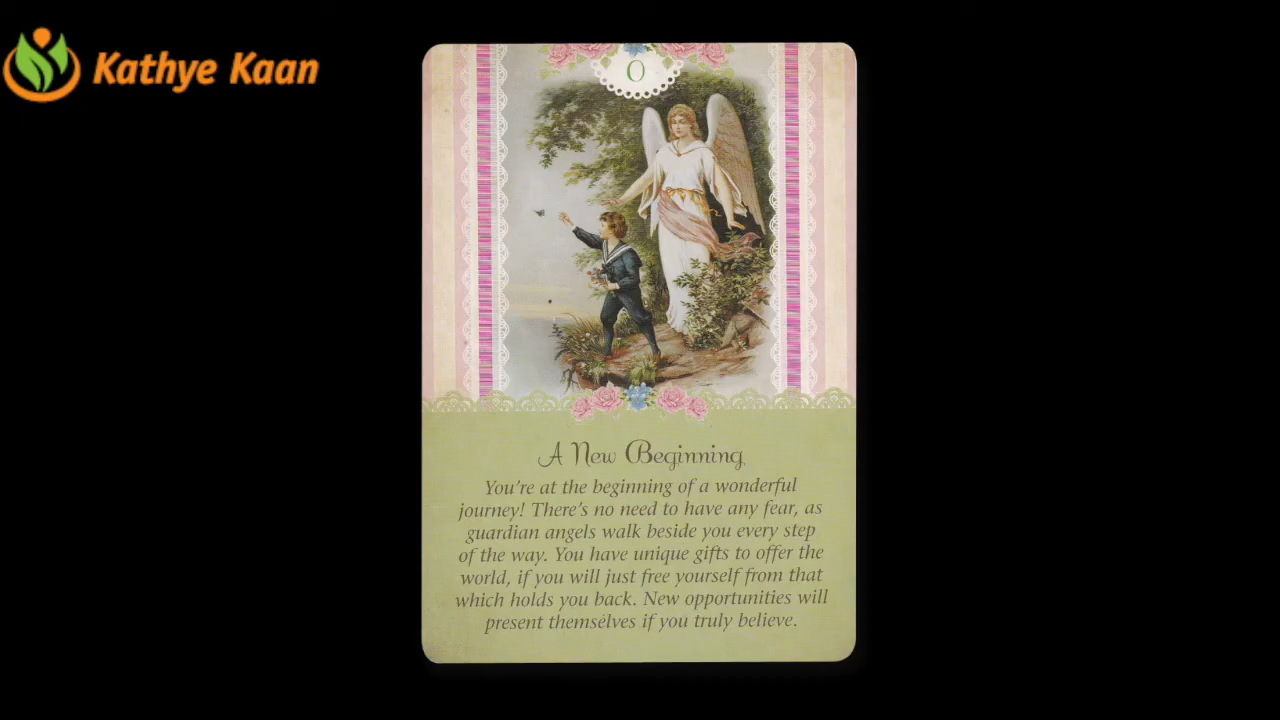 Kathye Kaan
0
A New Beginning
You're at the beginning of a wonderful
journey! There's no need to have any fear, as
guardian angels walk beside you every step
of the way. You have unique gifts to offer the
world, if you will just free yourself from that
which holds you back. New opportunities will
present themselves if you truly believe.